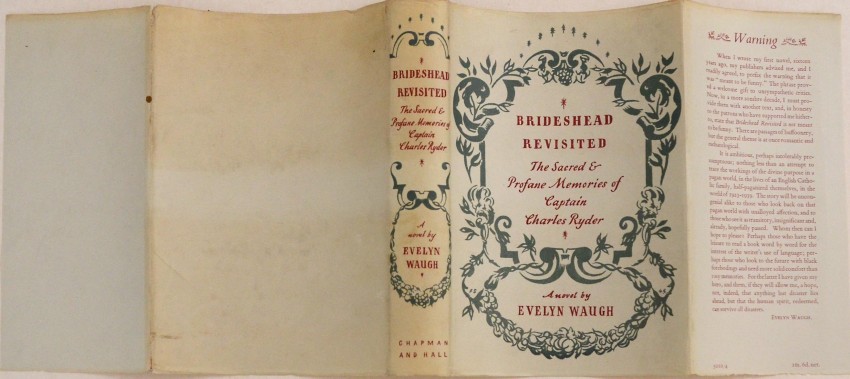 BRIDESHEAD
REVISITED
The Sacred &
Profane Memories of
Captain
Charles Ryder
A
novel by
EVELYN
WAUGH
CHAPMAN
AND HALL
BRIDESHEAD
REVISITED
The Sacred &
Profane Memories of
Captain
Charles Ryder
A novel by
EVELYN WAUGH
Warning
When I wrote my first novel, sixteen
years ago, my publishers advised me, and I
readily agreed, to prefix the warning that it
was "meant to be funny." The phrase prov-
ed a welcome gift to unsympathetic critics.
Now, in a more sombre decade, I must pro-
vide them with another text, and, in honesty
to the patrons who have supported me hither-
to, state that Brideshead Revisited is not meant
to be funny. There are passages of buffoonery,
but the general theme is at once romantic and
eschatological.
It is ambitious, perhaps intolerably pre-
sumptuous; nothing less than an attempt to
trace the workings of the divine purpose in a
pagan world, in the lives of an English Catho-
lic family, half-paganized themselves, in the
world of 1923-1939. The story will be uncon-
genial alike to those who look back on that
pagan world with unalloyed affection, and to
those who see it as transitory, insignificant and,
already, hopefully passed. Whom then can I
hope to please? Perhaps those who have the
leisure to read a book word by word for the
interest of the writer's use of language; per-
haps those who look to the future with black
forebodings and need more solid comfort than
rosy memories. For the latter I have given my
hero, and them, if they will allow me, a hope,
not, indeed, that anything but disaster lies
ahead, but that the human spirit, redeemed,
can survive all disasters.
EVELYN WAUGH.
net.